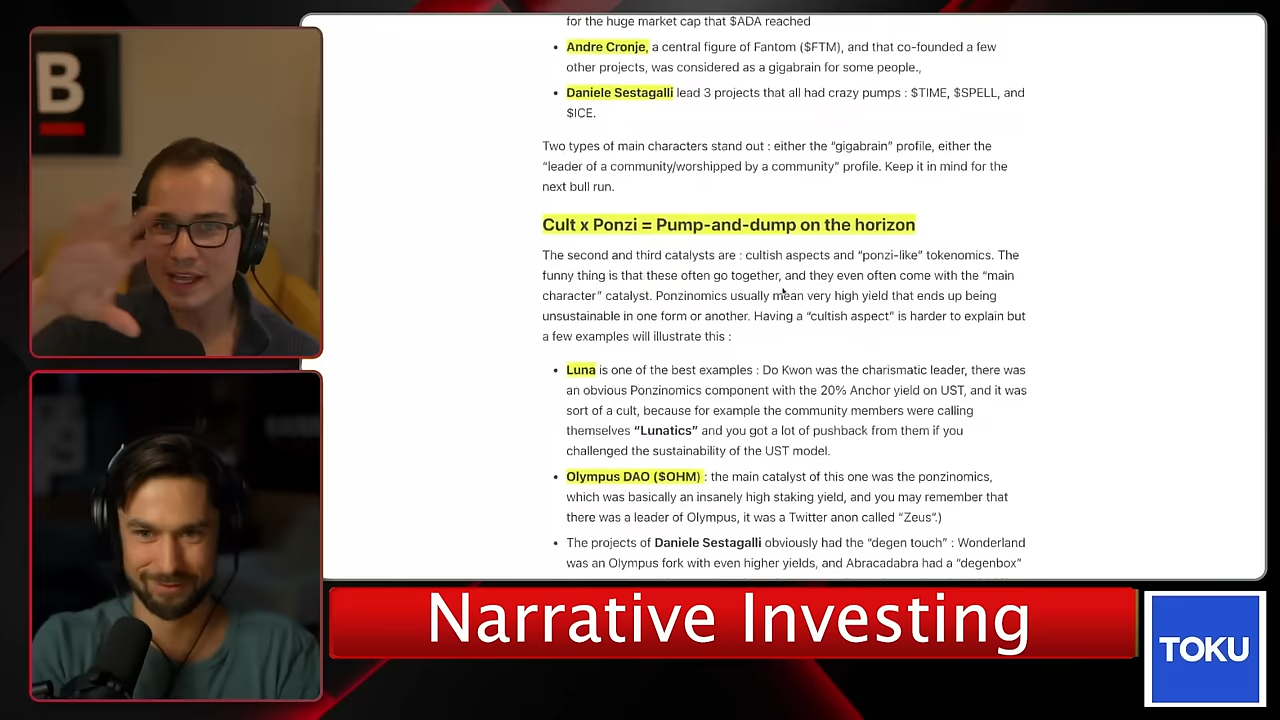 B
for the huge market cap that $ADA reached
• Andre Cronje, a central figure of Fantom ($FTM), and that co-founded a few
other projects, was considered as a gigabrain for some people.,
• Daniele Sestagalli lead 3 projects that all had crazy pumps : $TIME, $SPELL, and
$ICE.
Two types of main characters stand out : either the “gigabrain” profile, either the
“leader of a community/worshipped by a community” profile. Keep it in mind for the
next bull run.
Cult x Ponzi = Pump-and-dump on the horizon
The second and third catalysts are : cultish aspects and “ponzi-like” tokenomics. The
funny thing is that these often go together, and they even often come with the “main
character” catalyst. Ponzinomics usually mean very high yield that ends up being
unsustainable in one form or another. Having a “cultish aspect” is harder to explain but
a few examples will illustrate this :
• Luna is one of the best examples : Do Kwon was the charismatic leader, there was
an obvious Ponzinomics component with the 20% Anchor yield on UST, and it was
sort of a cult, because for example the community members were calling
themselves “Lunatics” and you got a lot of pushback from them if you
challenged the sustainability of the UST model.
• Olympus DAO ($OHM) : the main catalyst of this one was the ponzinomics,
which was basically an insanely high staking yield, and you may remember that
there was a leader of Olympus, it was a Twitter anon called “Zeus”.)
• The projects of Daniele Sestagalli obviously had the “degen touch” : Wonderland
was an Olympus fork with even higher yields, and Abracadabra had a “degenbox”
Narrative Investing
TOKU